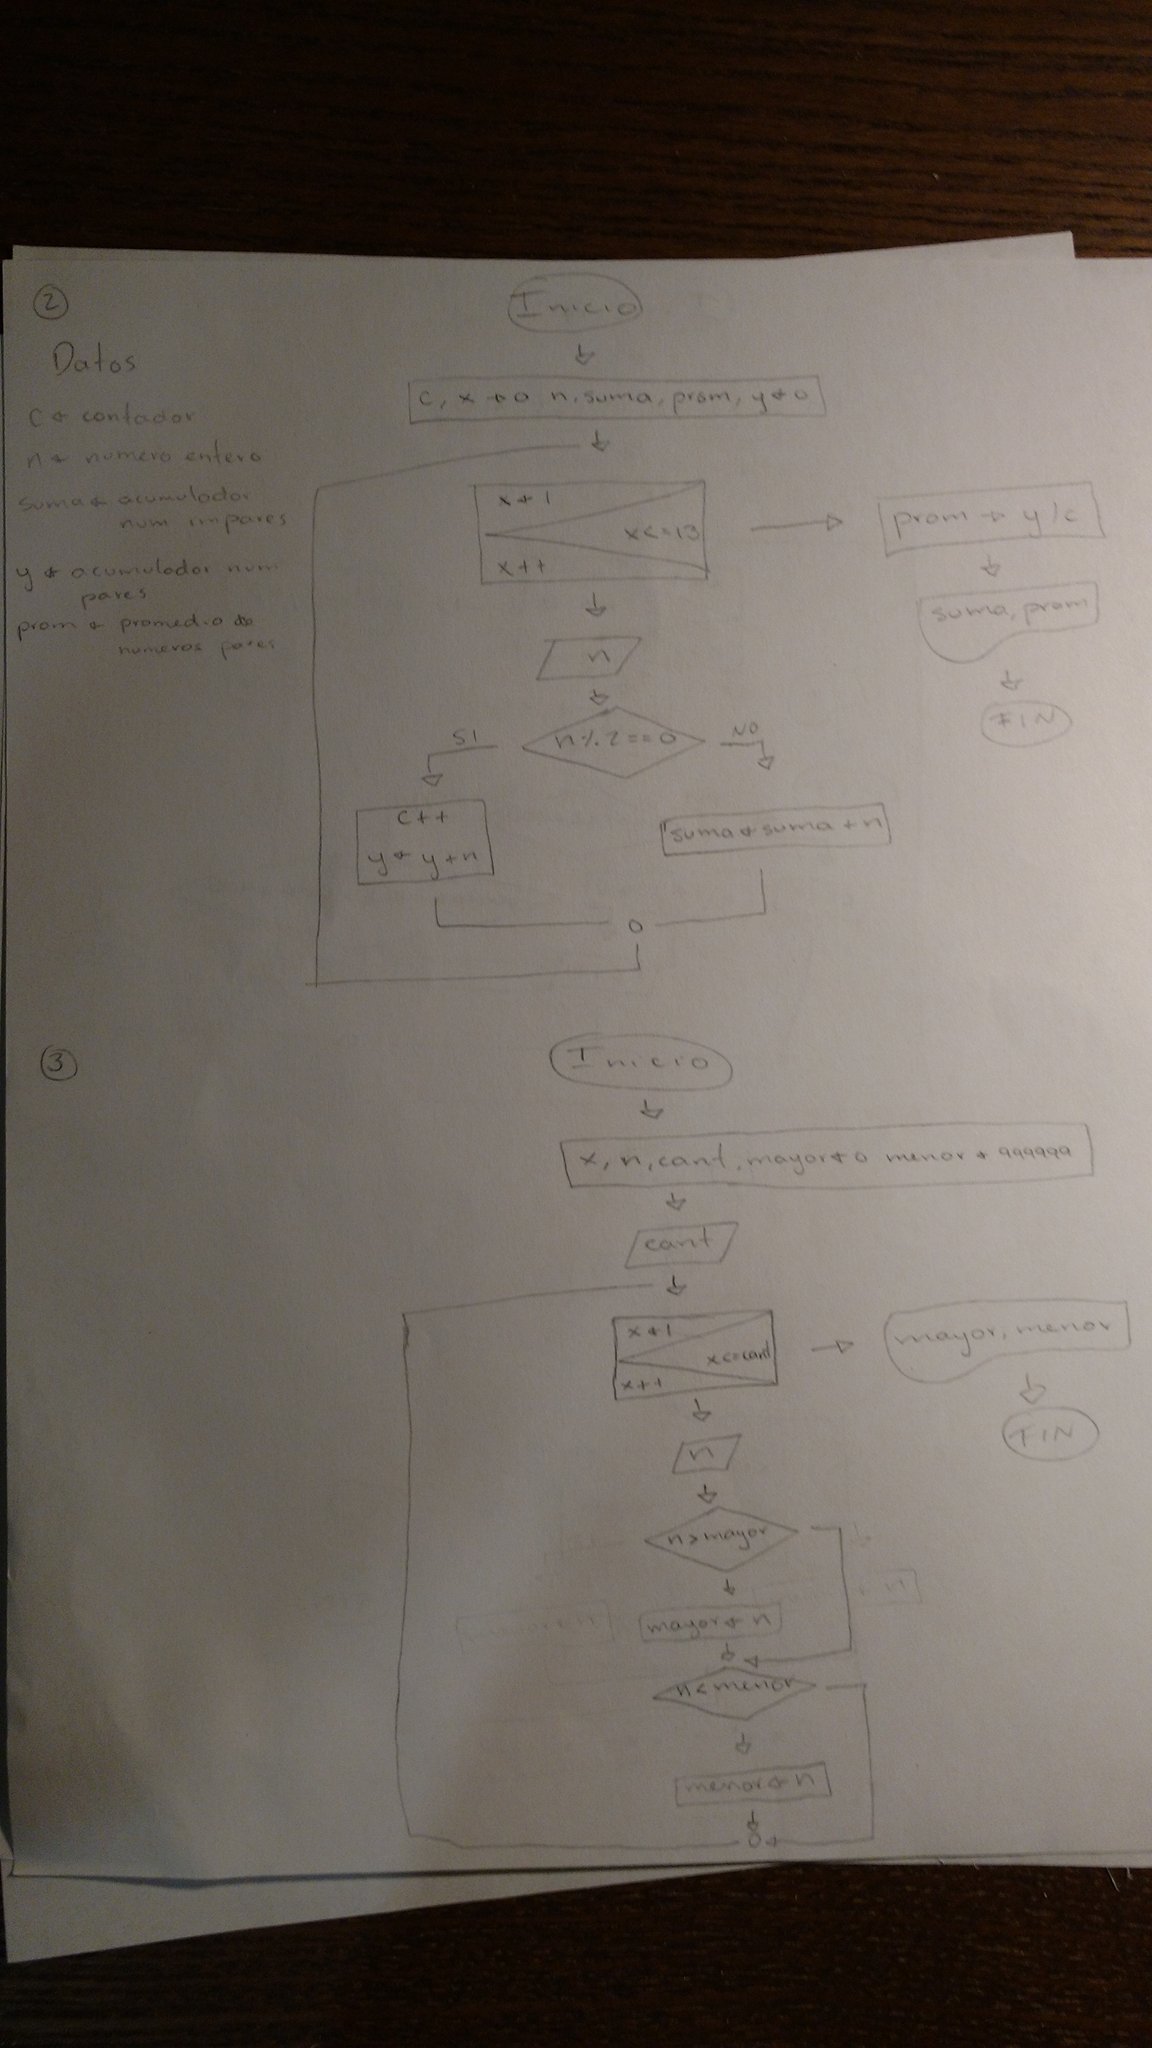 2
Datos
c ← contador
n ← numero entero
suma ← acumulador
num impares
y ← acumulador num
pares
prom ← promedio de
numeros pares
Inicio
c, x → 0 n, suma, prom, y ← 0
x ← 1
x <= 13
x++
prom → y/c
suma, prom
FIN
n
n % 2 == 0
SI
NO
c++
y ← y + n
suma ← suma + n
3
Inicio
x, n, cant, mayor ← 0 menor ← 999999
cant
x ← 1
x <= cant
x++
mayor, menor
FIN
n
n > mayor
mayor ← n
n < menor
menor ← n